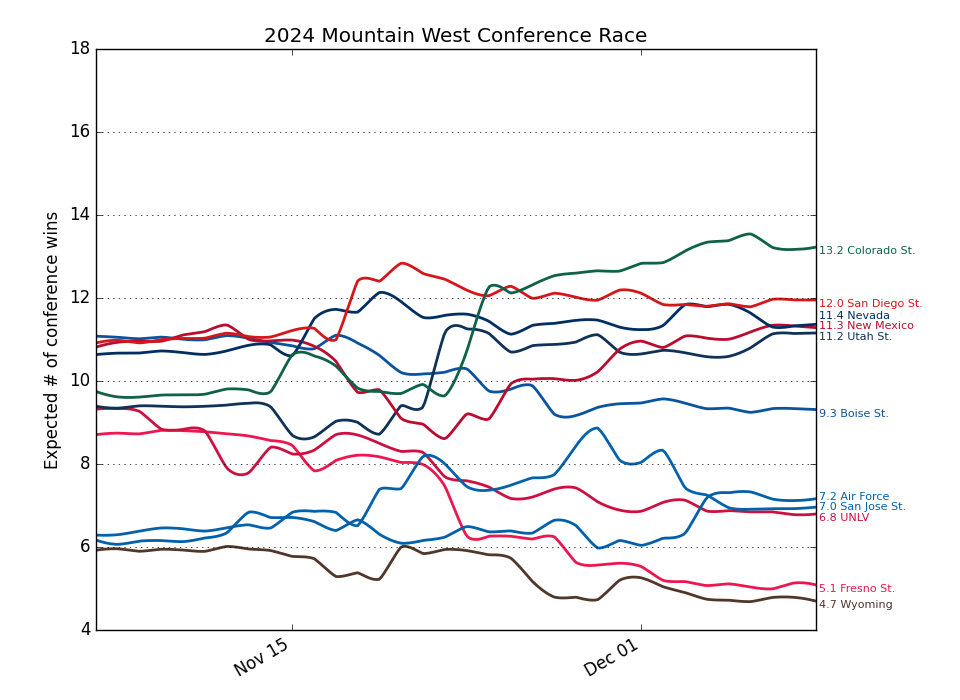 2024 Mountain West Conference Race
Expected # of conference wins
18
16
14
12
10
8
6
4
Nov 15
Dec 01
13.2 Colorado St.
12.0 San Diego St.
11.4 Nevada
11.3 New Mexico
11.2 Utah St.
9.3 Boise St.
7.2 Air Force
7.0 San Jose St.
6.8 UNLV
5.1 Fresno St.
4.7 Wyoming